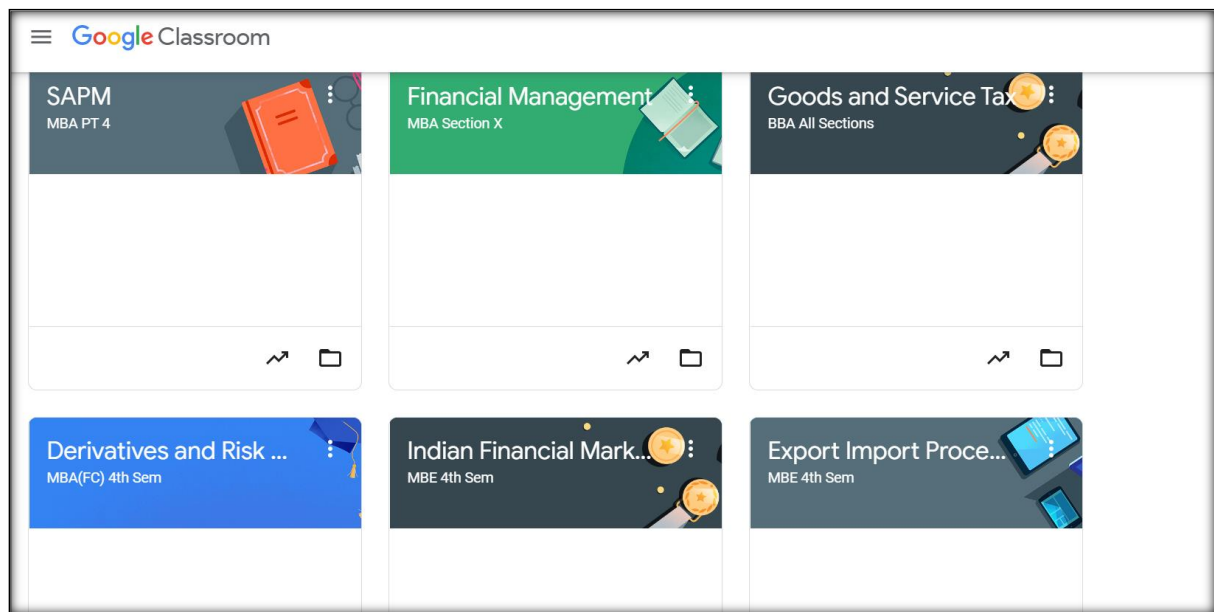 Google Classroom
SAPM
MBA PT 4
Financial Management
MBA Section X
Goods and Service Tax
BBA All Sections
Derivatives and Risk ...
MBA(FC) 4th Sem
Indian Financial Mark...
MBE 4th Sem
Export Import Proce...
MBE 4th Sem